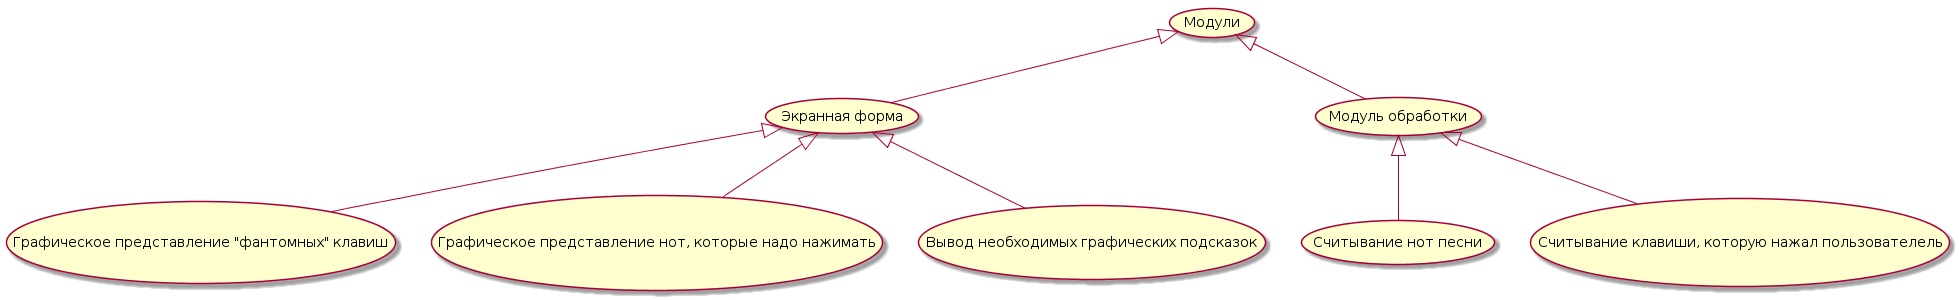 Модули
Экранная форма
Модуль обработки
Графическое представление "фантомных" клавиш
Графическое представление нот, которые надо нажимать
Вывод необходимых графических подсказок
Считывание нот песни
Считывание клавиши, которую нажал пользователель